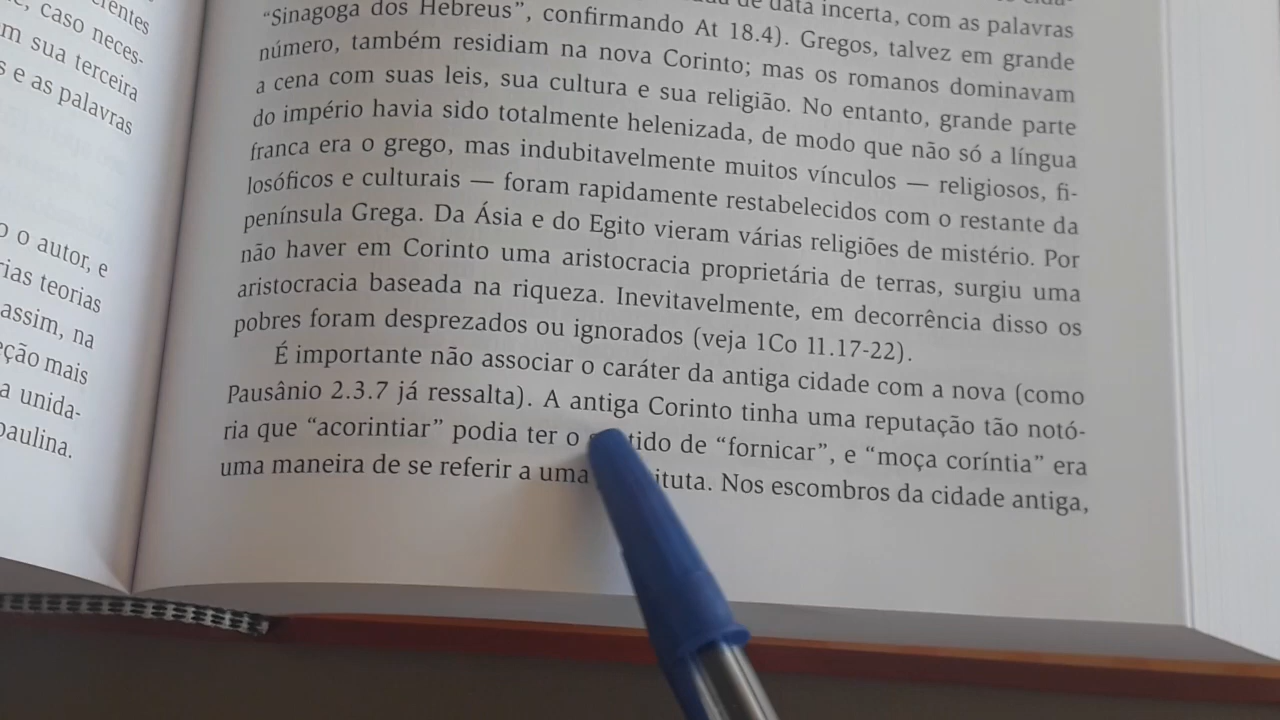 erentes
caso neces-
m sua terceira
s e as palavras
o o autor, e
rias teorias
assim, na
eção mais
a unida-
paulina.
de data incerta, com as palavras
“Sinagoga dos Hebreus”, confirmando At 18.4). Gregos, talvez em grande
número, também residiam na nova Corinto; mas os romanos dominavam
a cena com suas leis, sua cultura e sua religião. No entanto, grande parte
do império havia sido totalmente helenizada, de modo que não só a língua
franca era o grego, mas indubitavelmente muitos vínculos — religiosos, fi-
losóficos e culturais — foram rapidamente restabelecidos com o restante da
península Grega. Da Ásia e do Egito vieram várias religiões de mistério. Por
não haver em Corinto uma aristocracia proprietária de terras, surgiu uma
aristocracia baseada na riqueza. Inevitavelmente, em decorrência disso os
pobres foram desprezados ou ignorados (veja 1Co 11.17-22).
É importante não associar o caráter da antiga cidade com a nova (como
Pausânio 2.3.7 já ressalta). A antiga Corinto tinha uma reputação tão notó-
ria que “acorintiar” podia ter o tido de “fornicar”, e “moça coríntia” era
uma maneira de se referir a uma ituta. Nos escombros da cidade antiga,